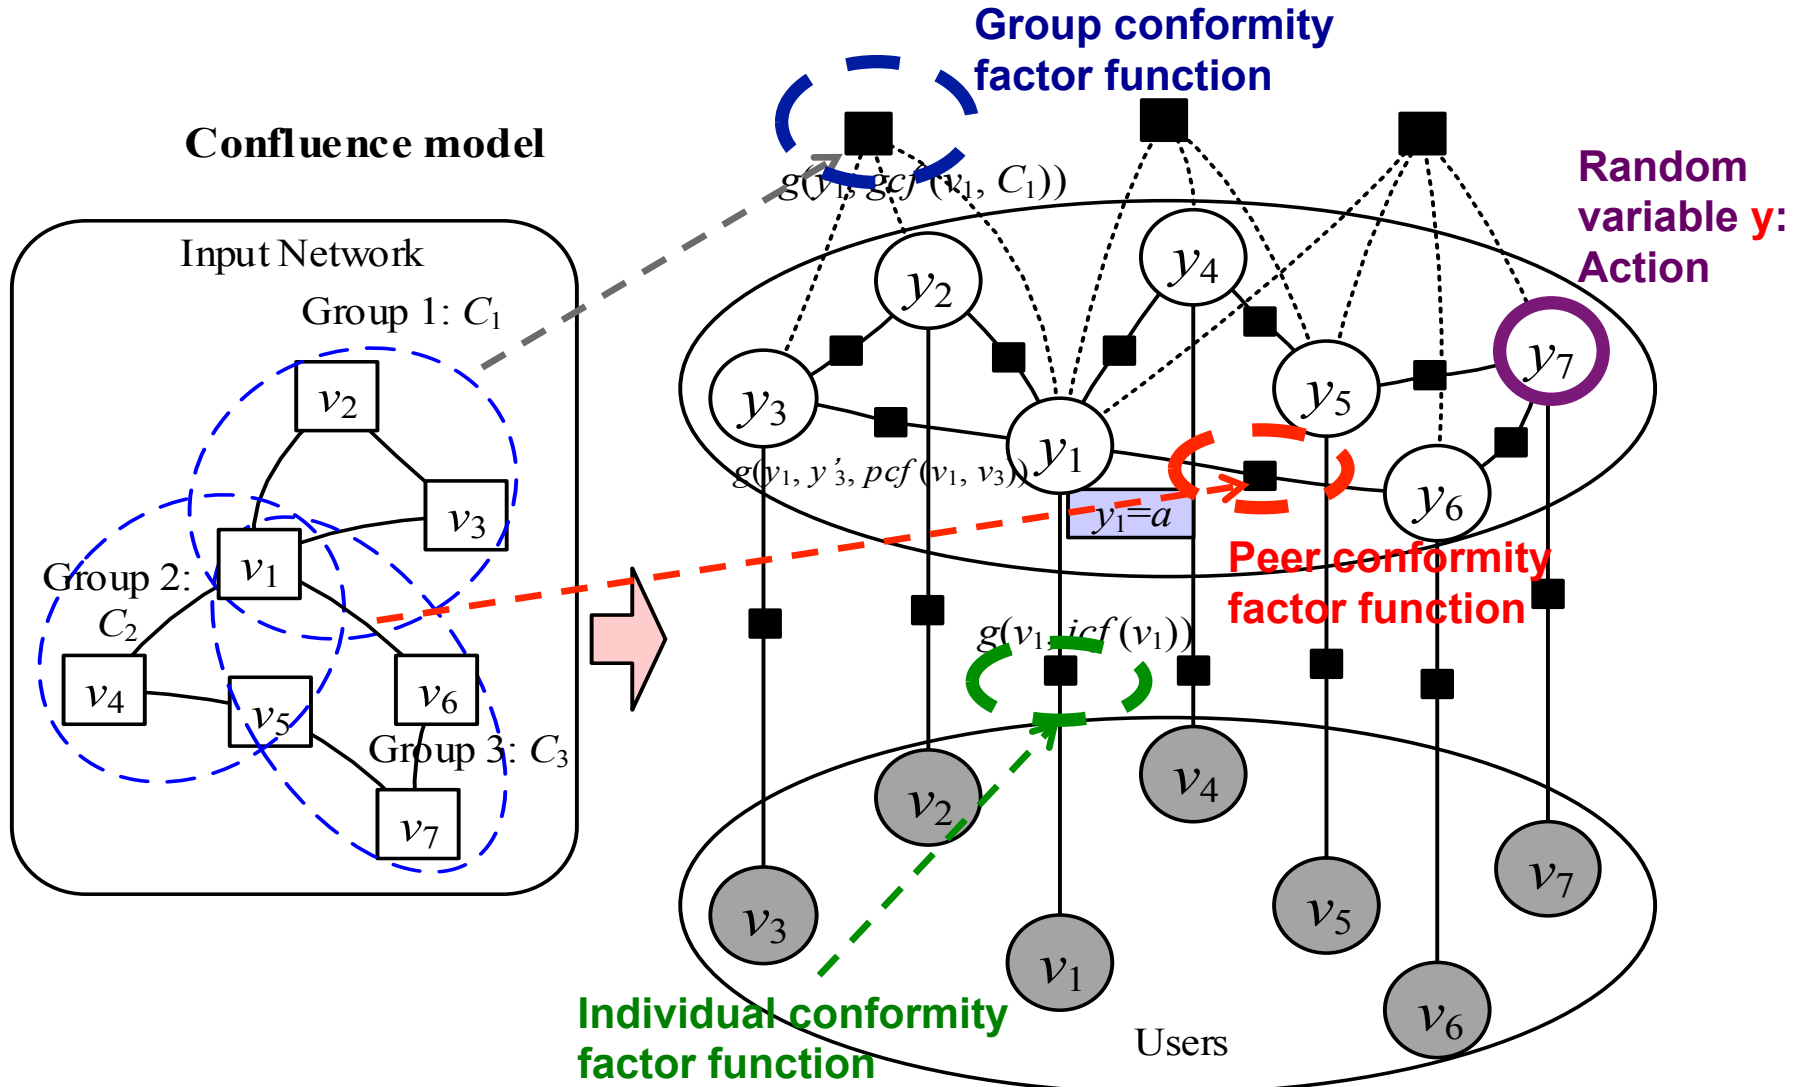 Group conformity
factor function
Confluence model
g(y1, gcf (v1, C1))
Random
variable y:
Action
Input Network
Group 1: C1
v2
v3
v1
Group 2:
C2
v4
v5
v6
Group 3: C3
v7
y4
y2
y7
y3
y5
y1
g(y1, y'3, pcf (v1, v3))
y6
y1=a
Peer conformity
factor function
g(v1, icf (v1))
v4
v2
v7
v5
v3
v1
v6
Individual conformity
factor function
Users